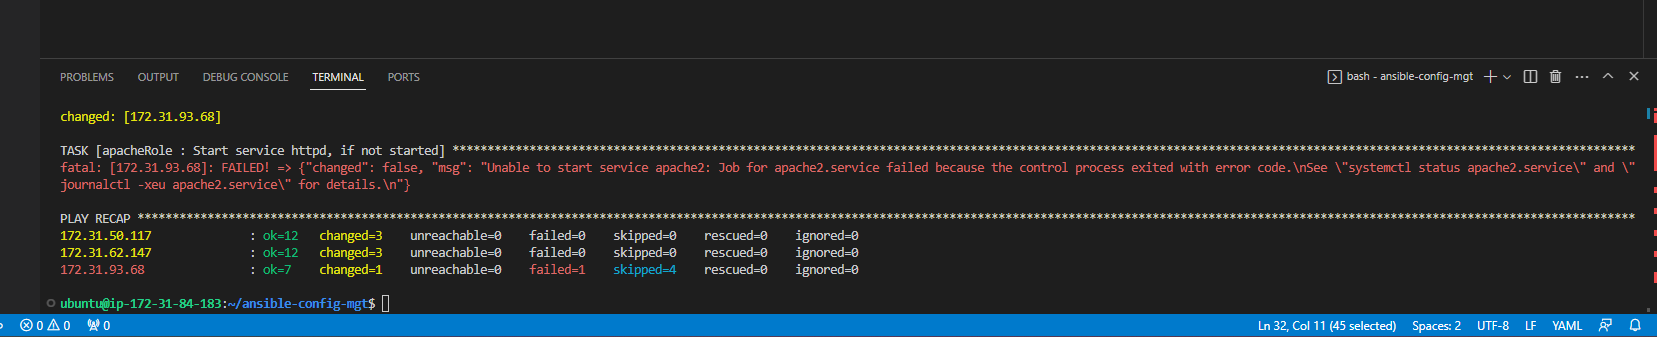 PROBLEMS OUTPUT DEBUG CONSOLE TERMINAL PORTS bash - ansible-config-mgt
changed: [172.31.93.68]
TASK [apacheRole : Start service httpd, if not started] *************************************************************************************************************************************************************************
fatal: [172.31.93.68]: FAILED! => {"changed": false, "msg": "Unable to start service apache2: Job for apache2.service failed because the control process exited with error code.\nSee \"systemctl status apache2.service\" and \"
journalctl -xeu apache2.service\" for details.\n"}
PLAY RECAP **********************************************************************************************************************************************************************************************************************
172.31.50.117 : ok=12 changed=3 unreachable=0 failed=0 skipped=0 rescued=0 ignored=0
172.31.62.147 : ok=12 changed=3 unreachable=0 failed=0 skipped=0 rescued=0 ignored=0
172.31.93.68 : ok=7 changed=1 unreachable=0 failed=1 skipped=4 rescued=0 ignored=0
ubuntu@ip-172-31-84-183:~/ansible-config-mgt$
0 0 0 Ln 32, Col 11 (45 selected) Spaces: 2 UTF-8 LF YAML